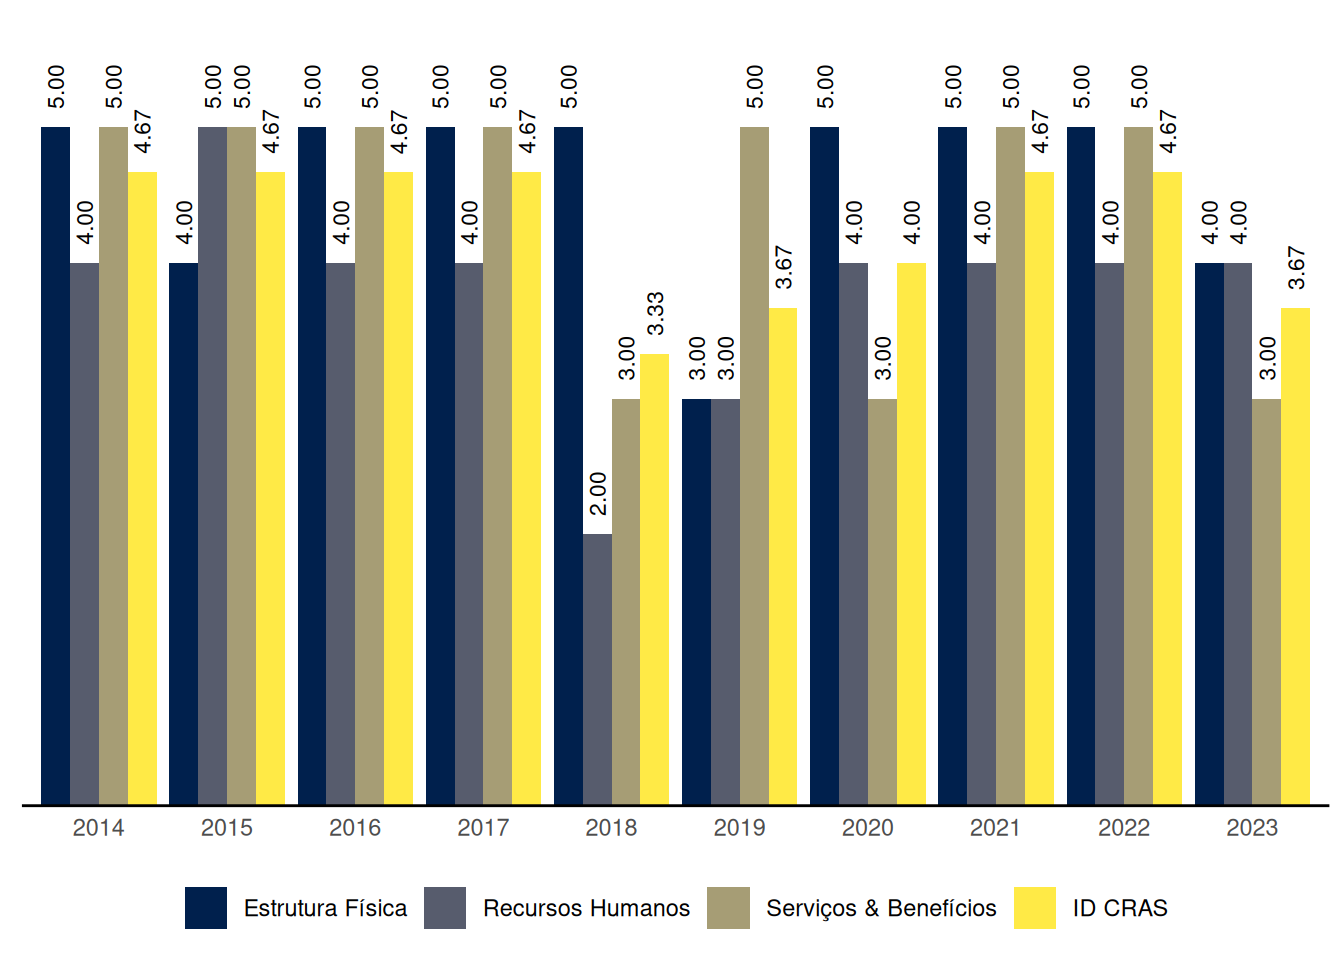 5.00 4.00 5.00 4.67 4.00 5.00 5.00 4.67 5.00 4.00 5.00 4.67 5.00 4.00 5.00 4.67 5.00 2.00 3.00 3.33 3.00 3.00 5.00 3.67 5.00 4.00 3.00 4.00 5.00 4.00 5.00 4.67 5.00 4.00 5.00 4.67 4.00 4.00 3.00 3.67
2014 2015 2016 2017 2018 2019 2020 2021 2022 2023
Estrutura Física Recursos Humanos Serviços & Benefícios ID CRAS